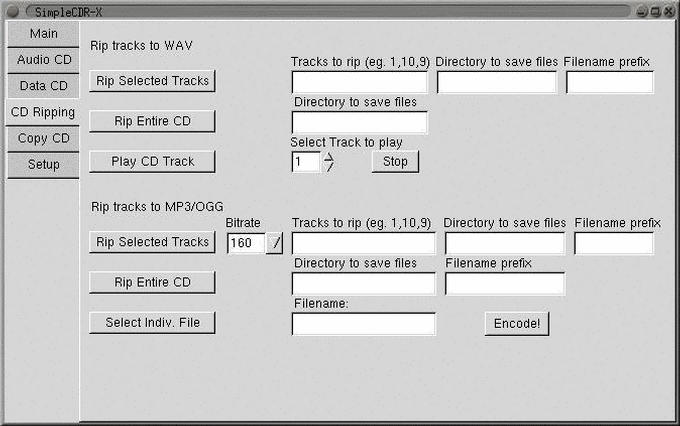 SimpleCDR-X
Main
Audio CD
Data CD
CD Ripping
Copy CD
Setup
Rip tracks to WAV
Tracks to rip (eg. 1,10,9) Directory to save files Filename prefix
Rip Selected Tracks
Directory to save files
Rip Entire CD
Select Track to play
Play CD Track 1 Stop
Rip tracks to MP3/OGG
Bitrate Tracks to rip (eg. 1,10,9) Directory to save files Filename prefix
Rip Selected Tracks 160
Directory to save files Filename prefix
Rip Entire CD
Filename:
Select Indiv. File Encode!